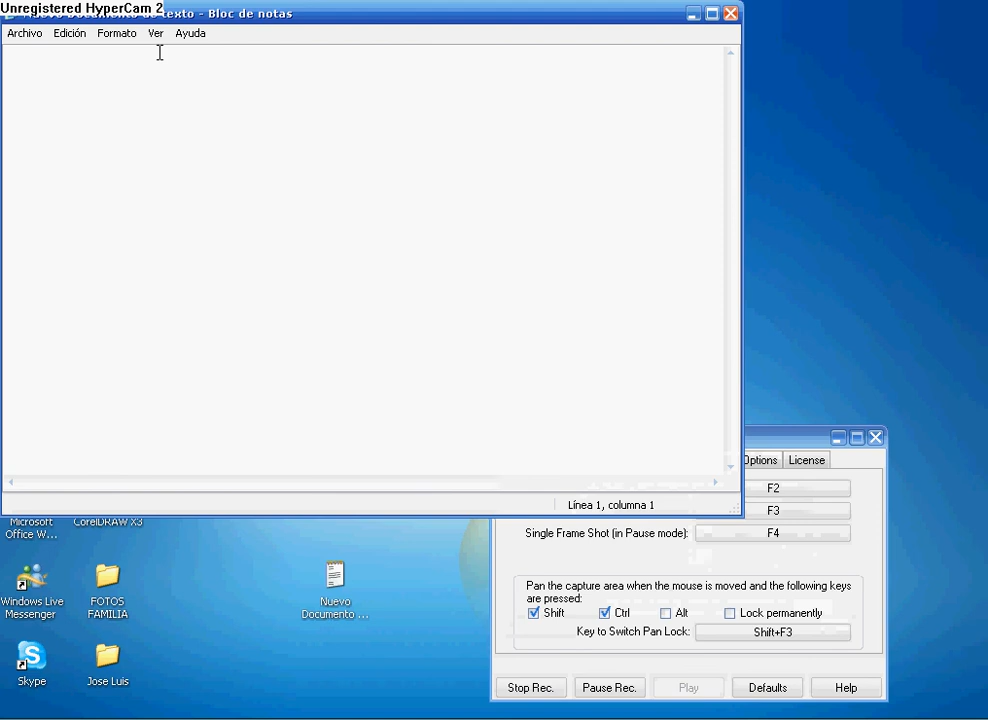 Unregistered HyperCam 2
texto - Bloc de notas
Archivo Edición Formato Ver Ayuda
Línea 1, columna 1
Options License
F2
F3
Single Frame Shot (in Pause mode): F4
Pan the capture area when the mouse is moved and the following keys
are pressed:
Shift Ctrl Alt Lock permanently
Key to Switch Pan Lock: Shift+F3
Stop Rec. Pause Rec. Play Defaults Help
Microsoft
Office W...
CorelDRAW X3
Windows Live
Messenger
FOTOS
FAMILIA
Nuevo
Documento ...
Skype
Jose Luis